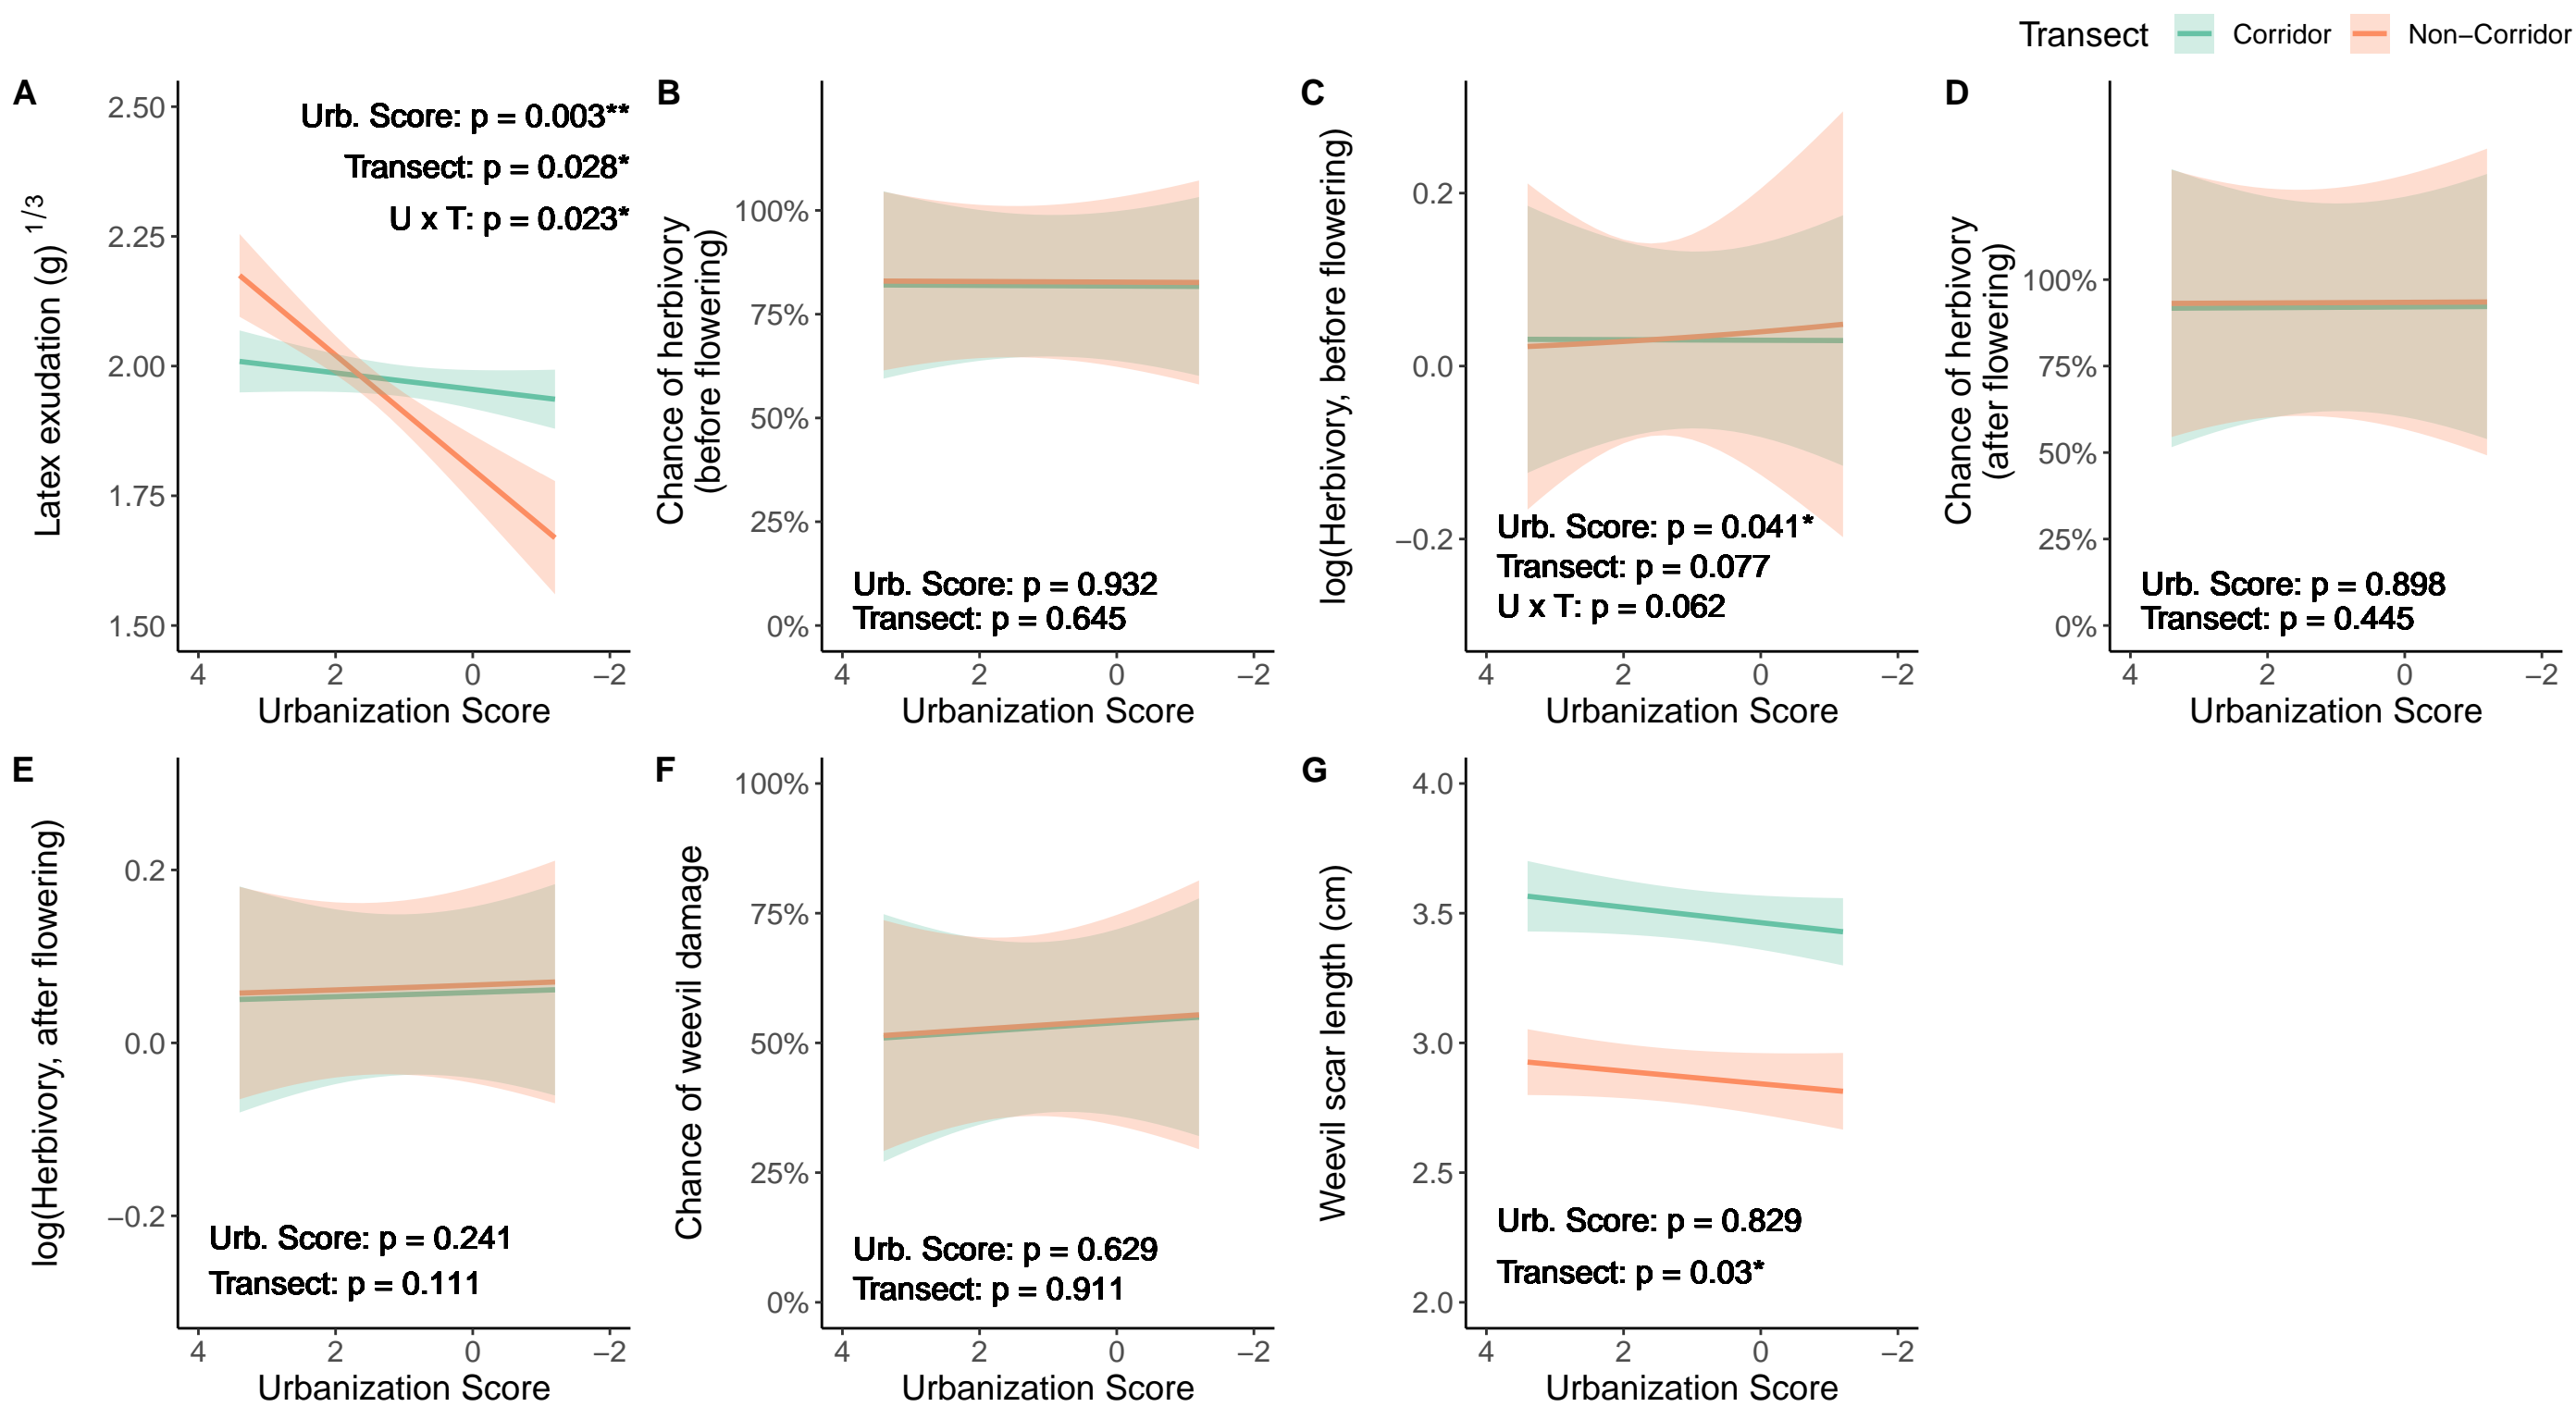 Transect Corridor Non−Corridor
A
Latex exudation (g) 1/3
2.50
2.25
2.00
1.75
1.50
Urb. Score: p = 0.003**
Transect: p = 0.028*
U x T: p = 0.023*
4 2 0 −2
Urbanization Score
B
Chance of herbivory
(before flowering)
100%
75%
50%
25%
0%
Urb. Score: p = 0.932
Transect: p = 0.645
4 2 0 −2
Urbanization Score
C
log(Herbivory, before flowering)
0.2
0.0
−0.2
Urb. Score: p = 0.041*
Transect: p = 0.077
U x T: p = 0.062
4 2 0 −2
Urbanization Score
D
Chance of herbivory
(after flowering)
100%
75%
50%
25%
0%
Urb. Score: p = 0.898
Transect: p = 0.445
4 2 0 −2
Urbanization Score
E
log(Herbivory, after flowering)
0.2
0.0
−0.2
Urb. Score: p = 0.241
Transect: p = 0.111
4 2 0 −2
Urbanization Score
F
Chance of weevil damage
100%
75%
50%
25%
0%
Urb. Score: p = 0.629
Transect: p = 0.911
4 2 0 −2
Urbanization Score
G
Weevil scar length (cm)
4.0
3.5
3.0
2.5
2.0
Urb. Score: p = 0.829
Transect: p = 0.03*
4 2 0 −2
Urbanization Score